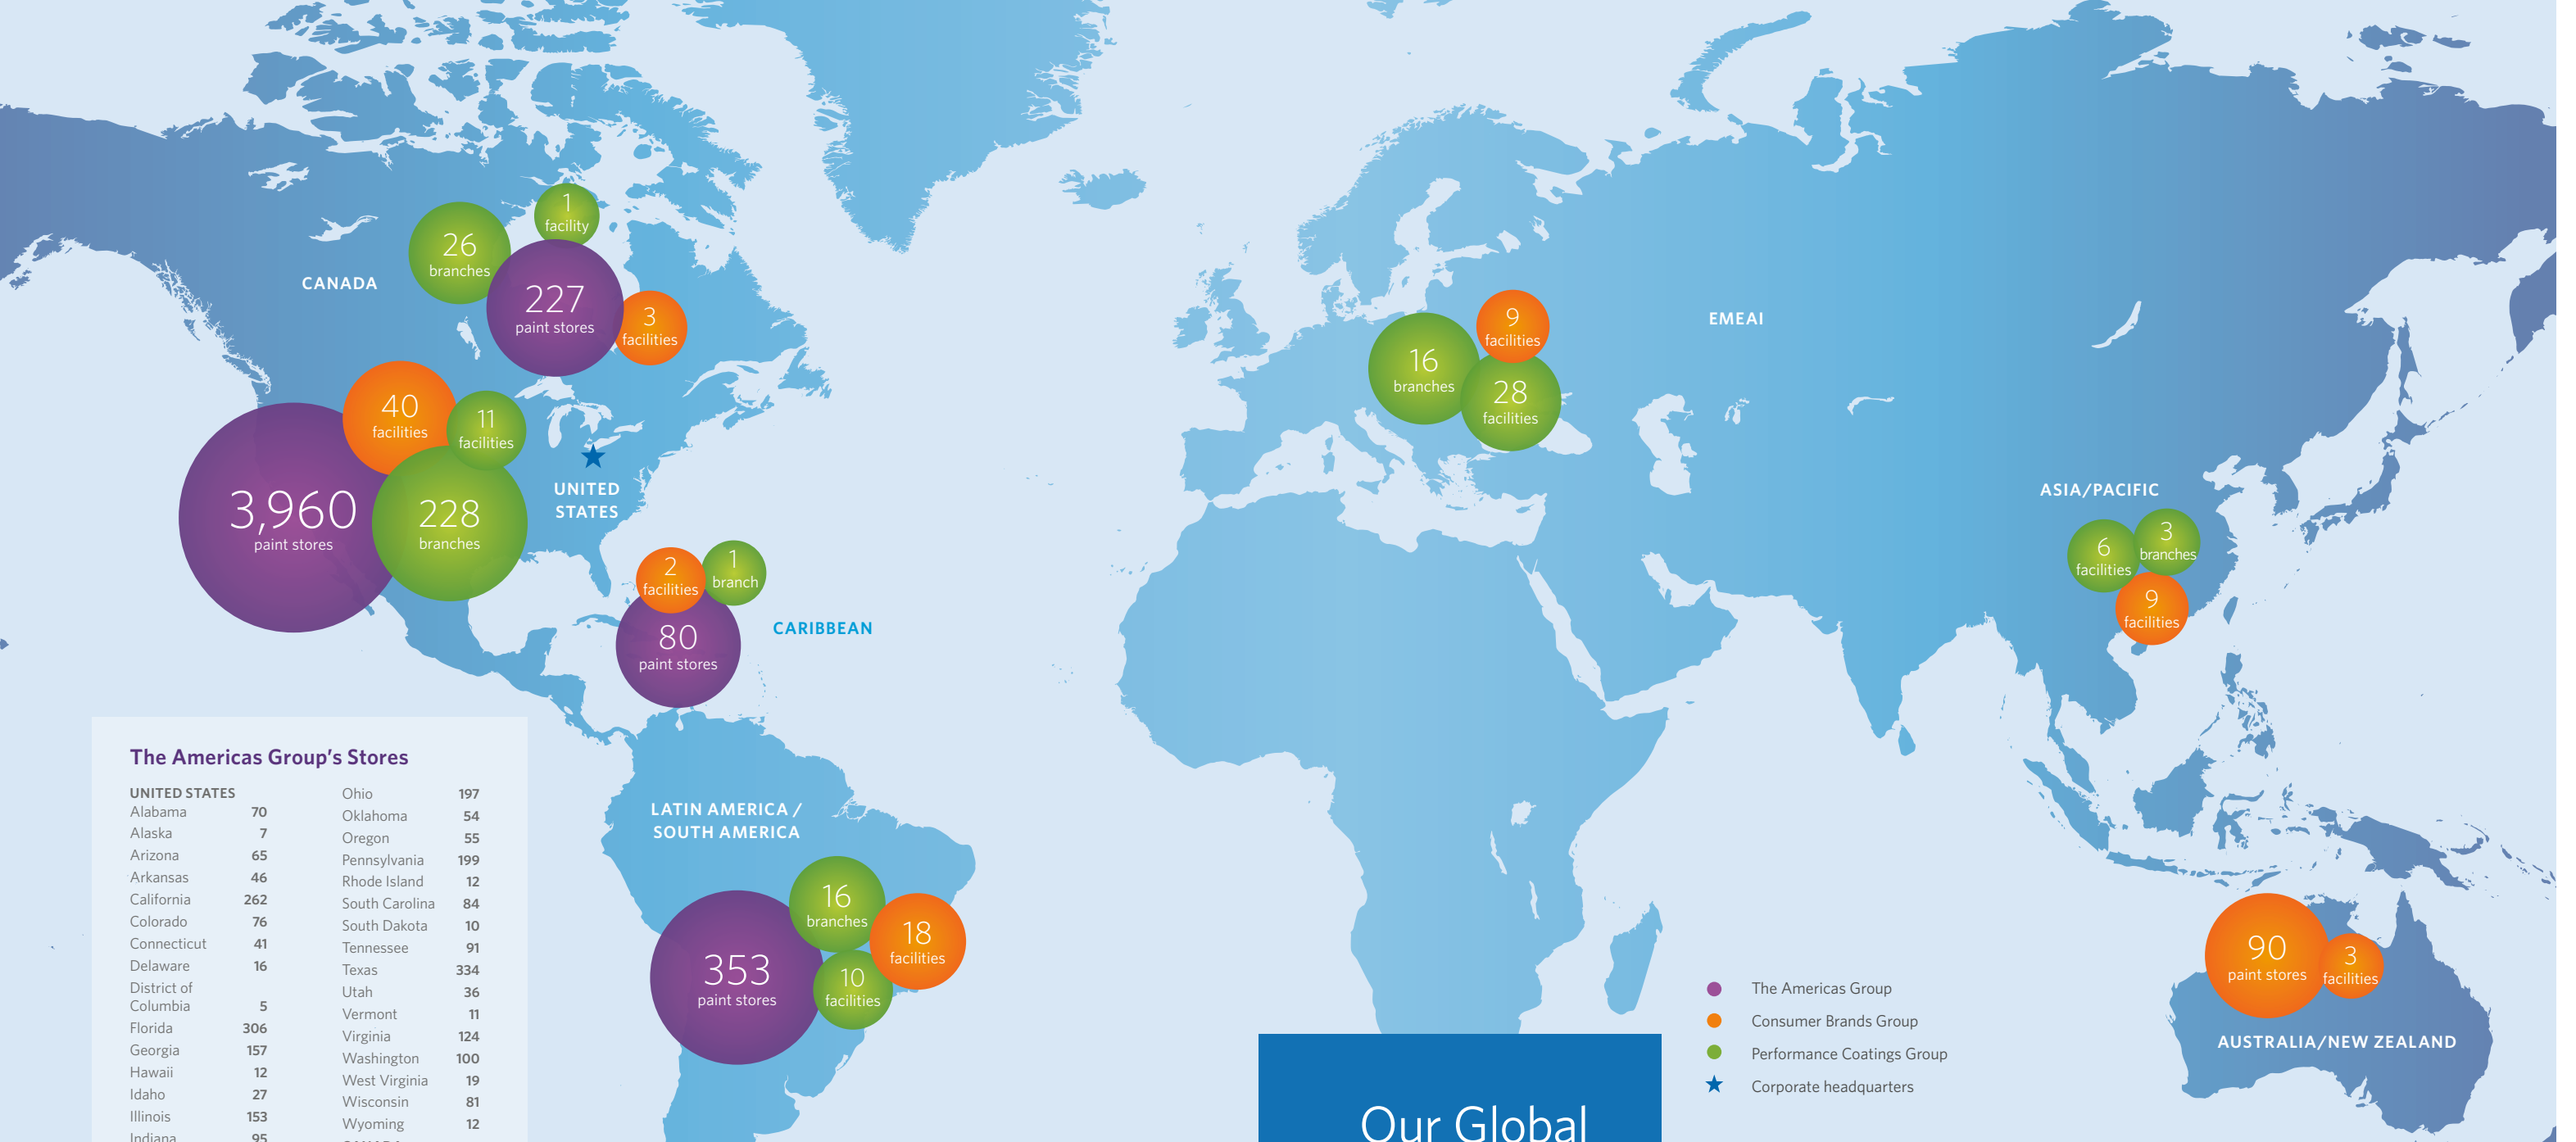 1
facility
26
branches
CANADA
227
paint stores
3
facilities
40
facilities
11
facilities
3,960
paint stores
228
branches
UNITED
STATES
2
facilities
1
branch
80
paint stores
CARIBBEAN
9
facilities
16
branches
28
facilities
EMEAI
ASIA/PACIFIC
6
facilities
3
branches
9
facilities
LATIN AMERICA /
SOUTH AMERICA
16
branches
353
paint stores
18
facilities
10
facilities
90
paint stores
3
facilities
AUSTRALIA/NEW ZEALAND
The Americas Group's Stores
UNITED STATES
Alabama 70
Alaska 7
Arizona 65
Arkansas 46
California 262
Colorado 76
Connecticut 41
Delaware 16
District of
Columbia 5
Florida 306
Georgia 157
Hawaii 12
Idaho 27
Illinois 153
Indiana 95
Ohio 197
Oklahoma 54
Oregon 55
Pennsylvania 199
Rhode Island 12
South Carolina 84
South Dakota 10
Tennessee 91
Texas 334
Utah 36
Vermont 11
Virginia 124
Washington 100
West Virginia 19
Wisconsin 81
Wyoming 12
The Americas Group
Consumer Brands Group
Performance Coatings Group
Corporate headquarters
Our Global